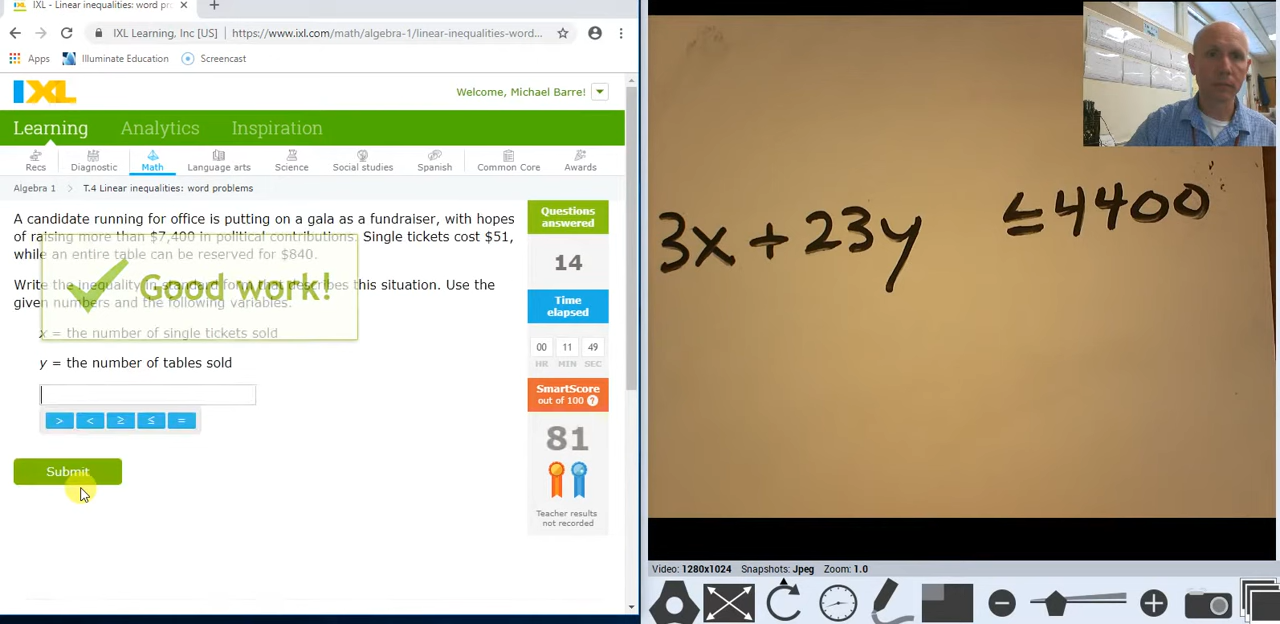 IXL - Linear inequalities: word pr
IXL Learning, Inc [US] | https://www.ixl.com/math/algebra-1/linear-inequalities-word...
Apps Illuminate Education Screencast
IXL
Welcome, Michael Barre!
Learning Analytics Inspiration
Recs Diagnostic Math Language arts Science Social studies Spanish Common Core Awards
Algebra 1 > T.4 Linear inequalities: word problems
A candidate running for office is putting on a gala as a fundraiser, with hopes
of raising more than $7,400 in political contributions. Single tickets cost $51,
while an entire table can be reserved for $840.
Write the inequality in standard form that describes this situation. Use the
given numbers and the following variables.
Good work!
x = the number of single tickets sold
y = the number of tables sold
> < ≥ ≤ =
Submit
Questions
answered
14
Time
elapsed
00 11 49
HR MIN SEC
SmartScore
out of 100 ?
81
Teacher results
not recorded
3x + 23y ≤ 4400
Video: 1280x1024 Snapshots: Jpeg Zoom: 1.0